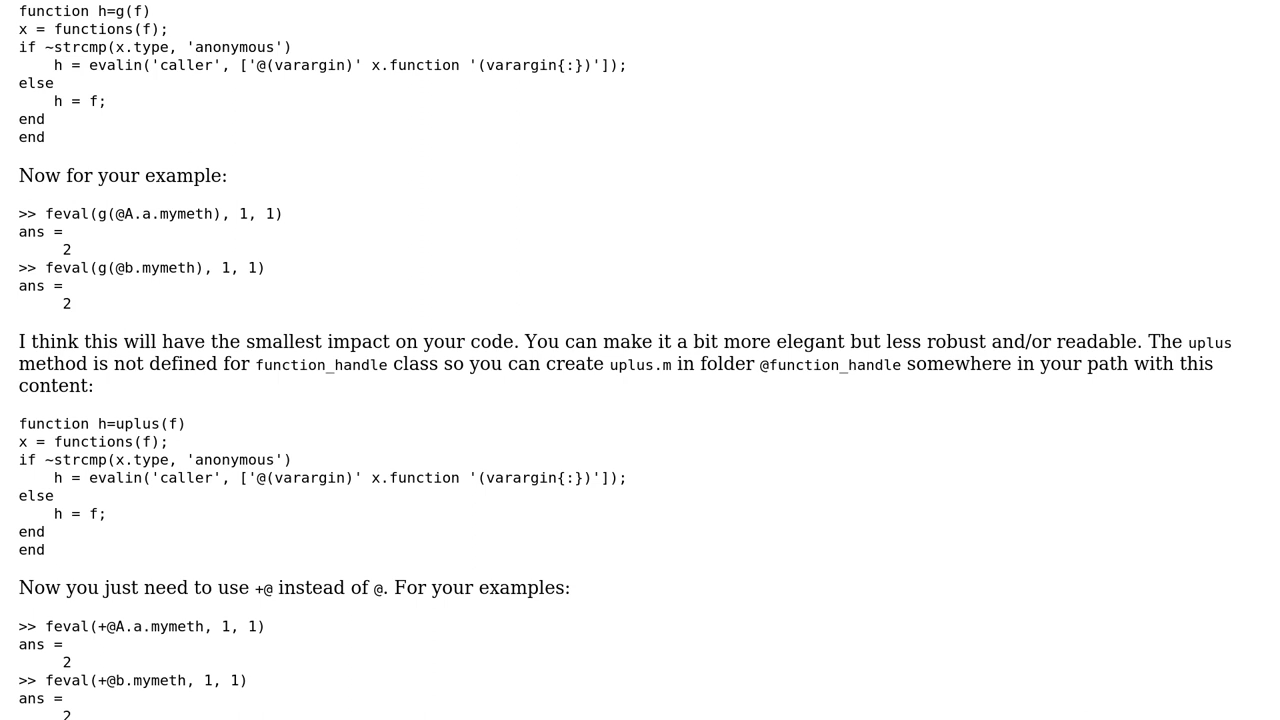 function h=g(f)
x = functions(f);
if ~strcmp(x.type, 'anonymous')
    h = evalin('caller', ['@(varargin)' x.function '(varargin{:})']);
else
    h = f;
end
end
Now for your example:
>> feval(g(@A.a.mymeth), 1, 1)
ans =
     2
>> feval(g(@b.mymeth), 1, 1)
ans =
     2
I think this will have the smallest impact on your code. You can make it a bit more elegant but less robust and/or readable. The uplus
method is not defined for function_handle class so you can create uplus.m in folder @function_handle somewhere in your path with this
content:
function h=uplus(f)
x = functions(f);
if ~strcmp(x.type, 'anonymous')
    h = evalin('caller', ['@(varargin)' x.function '(varargin{:})']);
else
    h = f;
end
end
Now you just need to use +@ instead of @. For your examples:
>> feval(+@A.a.mymeth, 1, 1)
ans =
     2
>> feval(+@b.mymeth, 1, 1)
ans =
     2